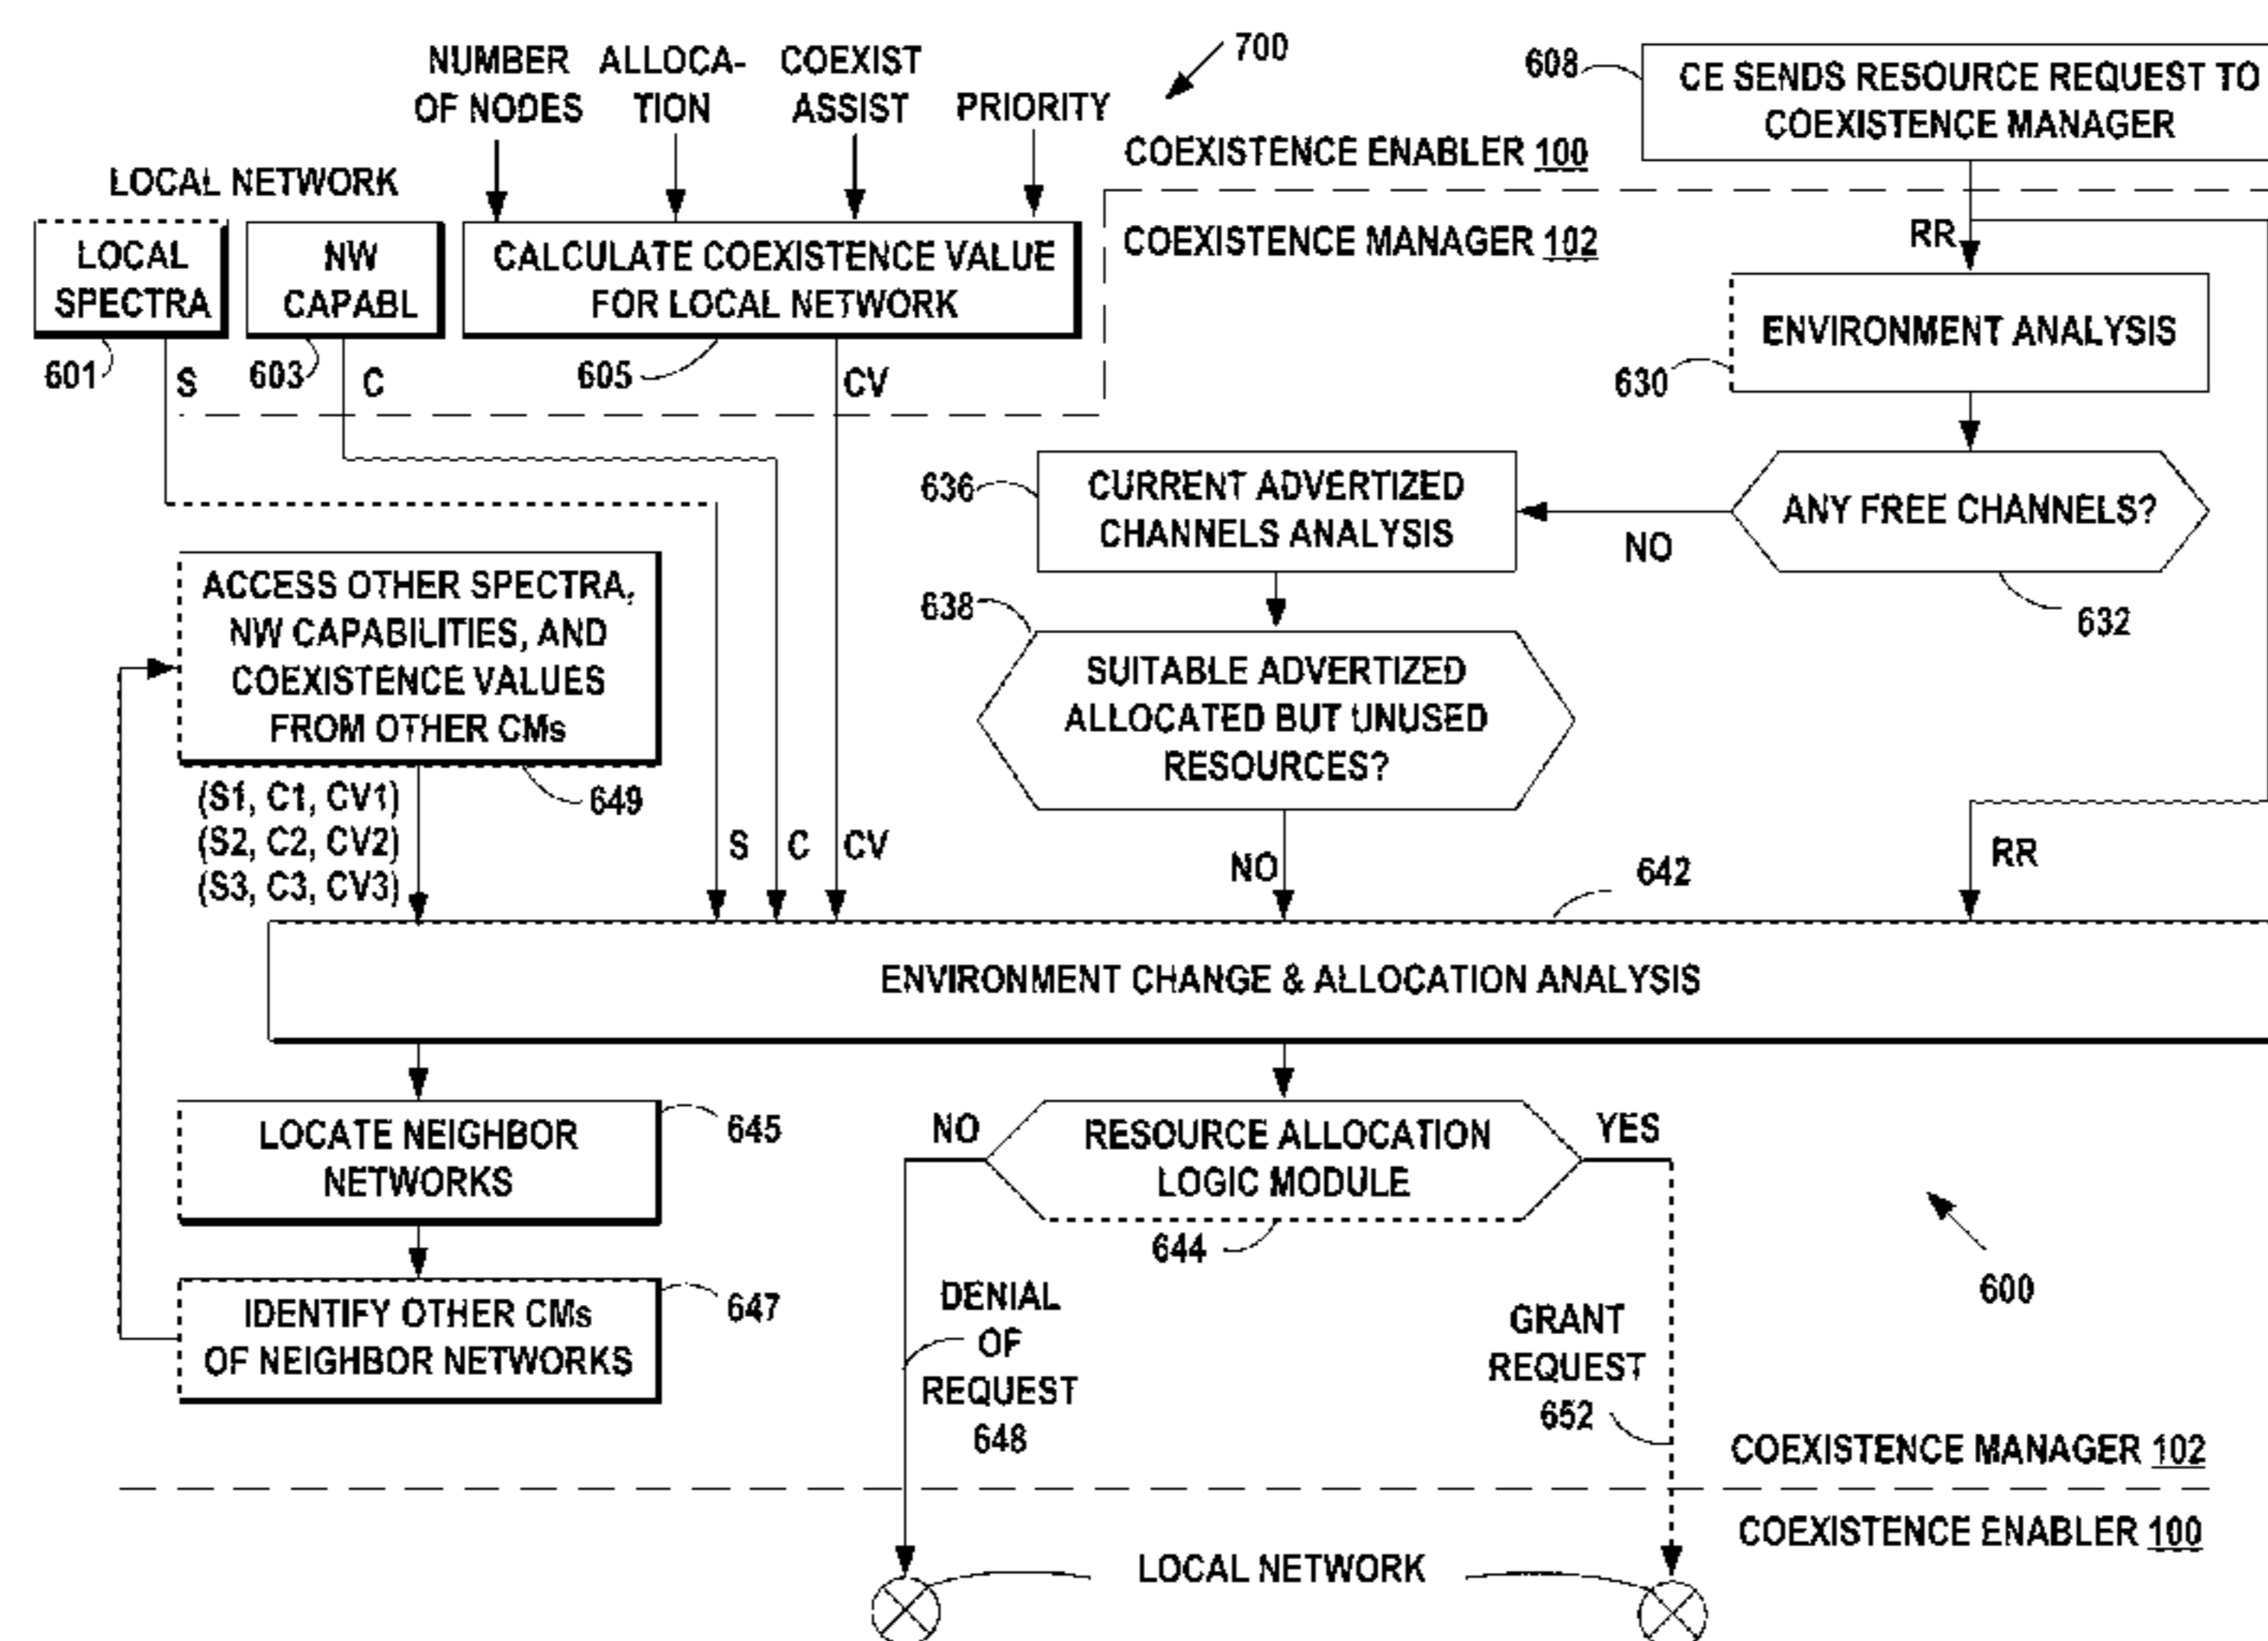 NUMBER OF NODES
ALLOCA-TION
COEXIST ASSIST
PRIORITY
700
608
CE SENDS RESOURCE REQUEST TO
COEXISTENCE MANAGER
COEXISTENCE ENABLER 100
LOCAL NETWORK
COEXISTENCE MANAGER 102
RR
LOCAL
SPECTRA
NW
CAPABL
CALCULATE COEXISTENCE VALUE
FOR LOCAL NETWORK
ENVIRONMENT ANALYSIS
601
S
603
C
605
CV
630
636
CURRENT ADVERTIZED
CHANNELS ANALYSIS
NO
ANY FREE CHANNELS?
632
ACCESS OTHER SPECTRA,
NW CAPABILITIES, AND
COEXISTENCE VALUES
FROM OTHER CMs
638
SUITABLE ADVERTIZED
ALLOCATED BUT UNUSED
RESOURCES?
649
(S1, C1, CV1)
(S2, C2, CV2)
(S3, C3, CV3)
S
C
CV
NO
642
RR
ENVIRONMENT CHANGE & ALLOCATION ANALYSIS
LOCATE NEIGHBOR
NETWORKS
645
NO
RESOURCE ALLOCATION
LOGIC MODULE
YES
644
600
IDENTIFY OTHER CMs
OF NEIGHBOR NETWORKS
647
DENIAL
OF
REQUEST
648
GRANT
REQUEST
652
COEXISTENCE MANAGER 102
COEXISTENCE ENABLER 100
LOCAL NETWORK